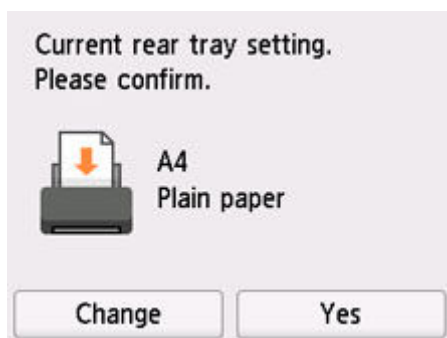 Current rear tray setting.
Please confirm.
A4
Plain paper
Change
Yes